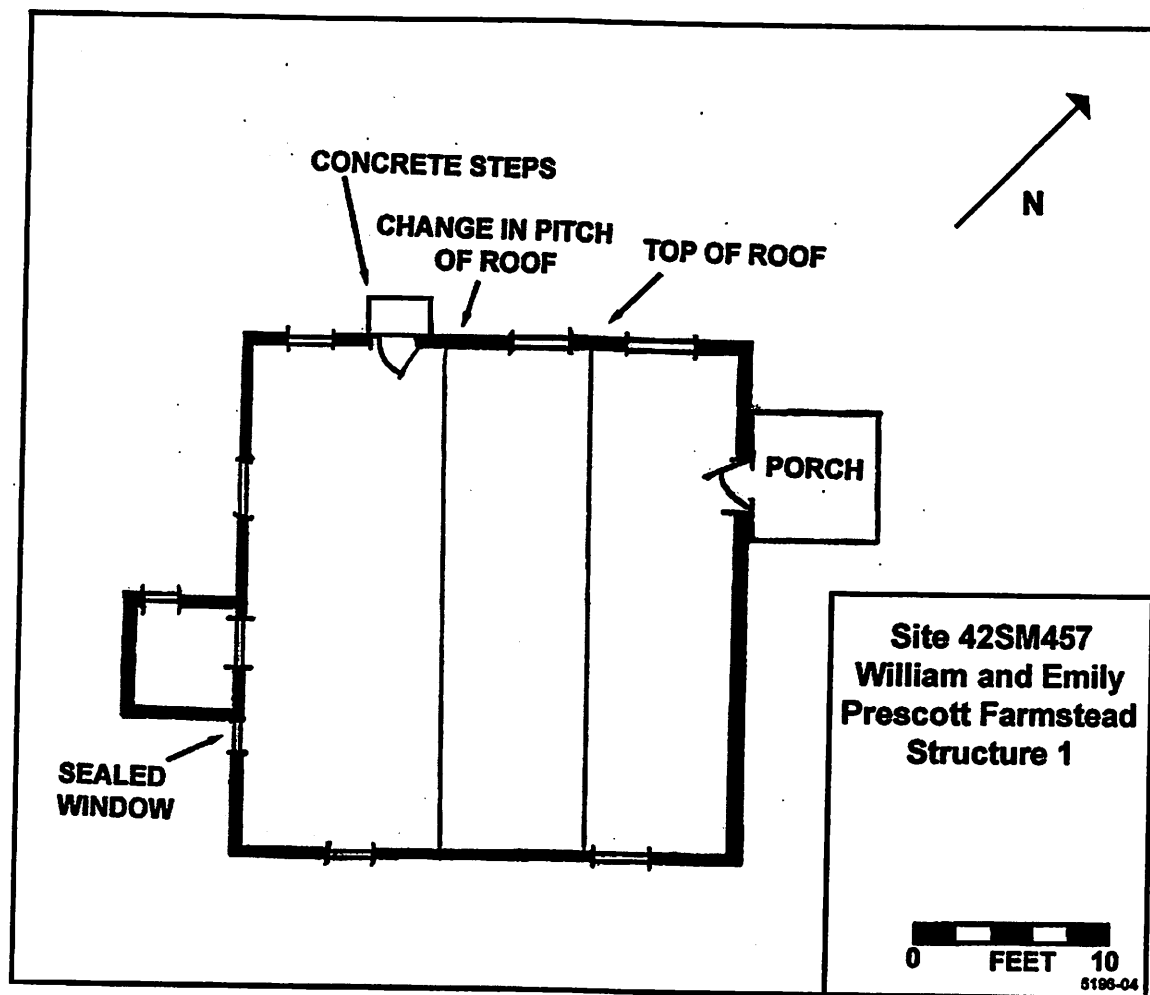 CONCRETE STEPS
CHANGE IN PITCH
OF ROOF
TOP OF ROOF
N
PORCH
SEALED
WINDOW
Site 42SM457
William and Emily
Prescott Farmstead
Structure 1
0 FEET 10
5196-04